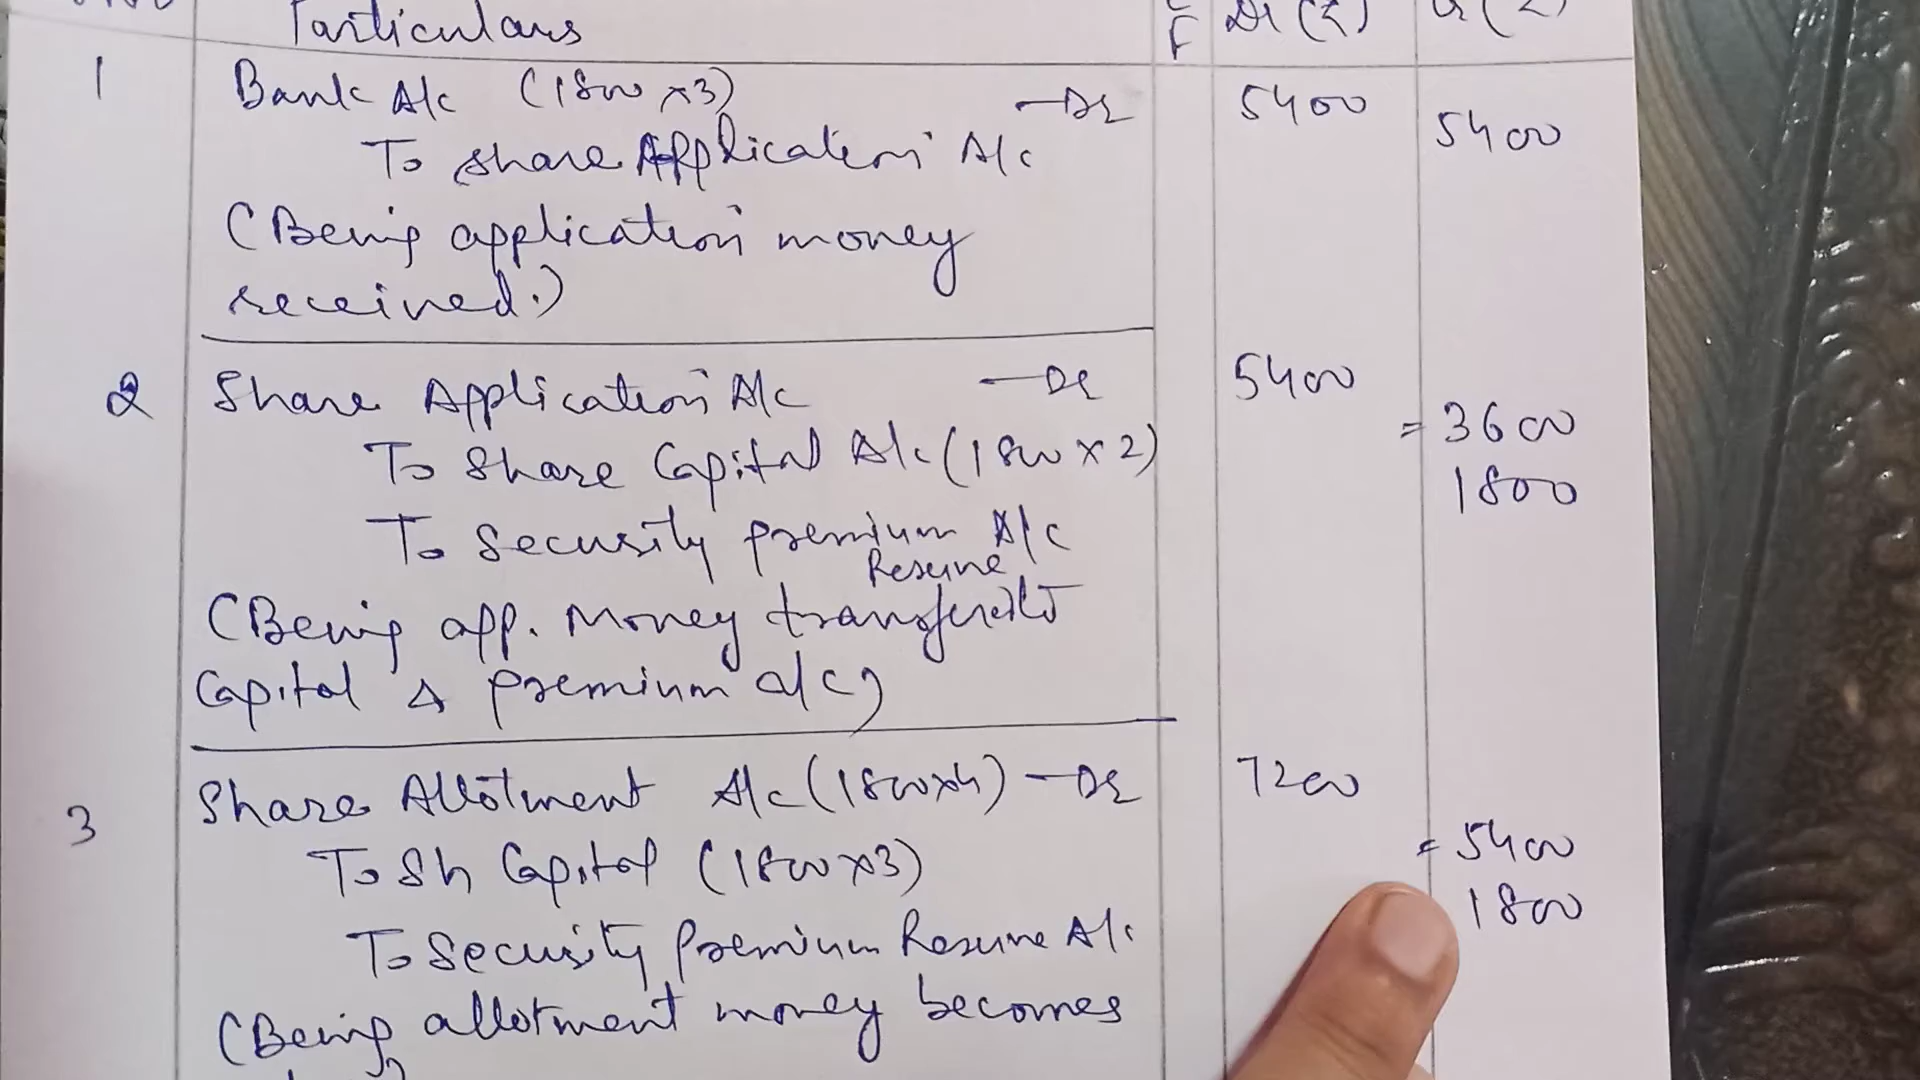 Particulars F Dr (₹)
1 Bank A/c (1800 x3) —Dr 5400
To share Application A/c 5400
(Being application money
received.)
2 Share Application A/c —Dr 5400
To Share Capital A/c (1800 x 2) = 3600
To Security premium A/c 1800
Reserve
(Being app. Money
Capital & premium a/c)
3 Share Allotment A/c (1800x4) —Dr 7200
To Sh Capital (1800 x3) = 5400
To Security Premium Reserve A/c 1800
(Being allotment money becomes